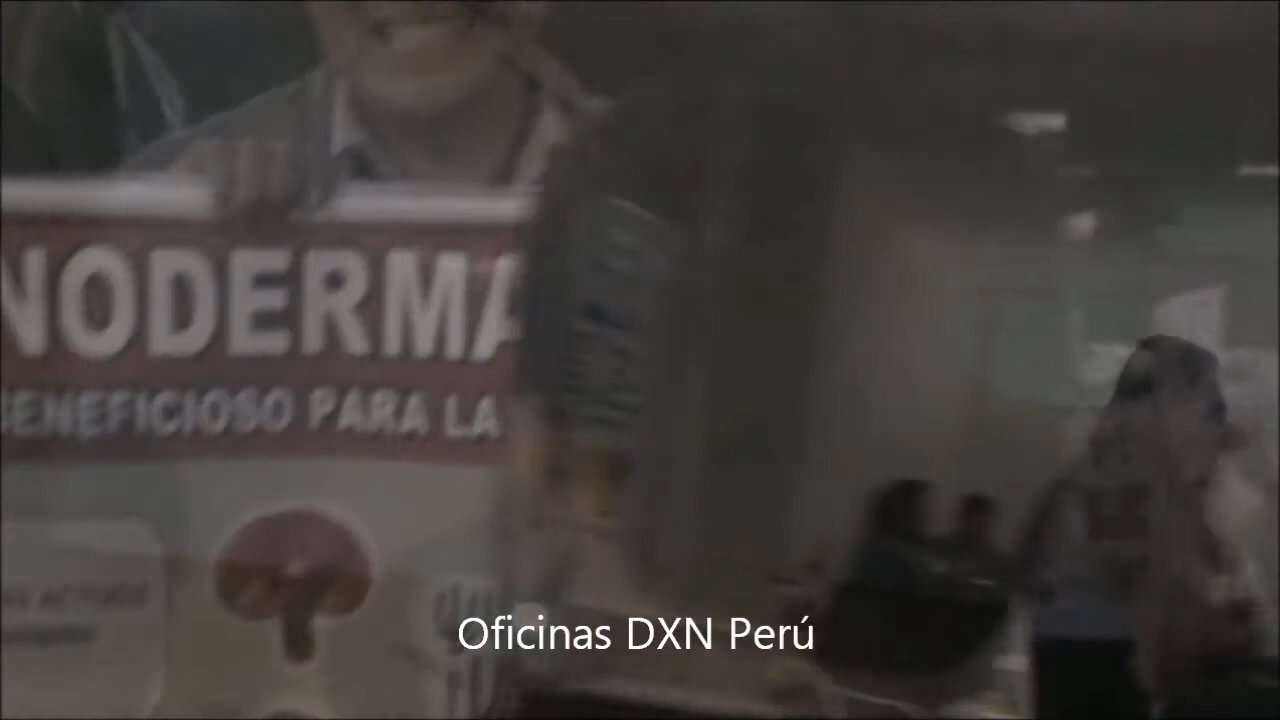 NODERMA
BENEFICIOSO PARA LA
Oficinas DXN Perú